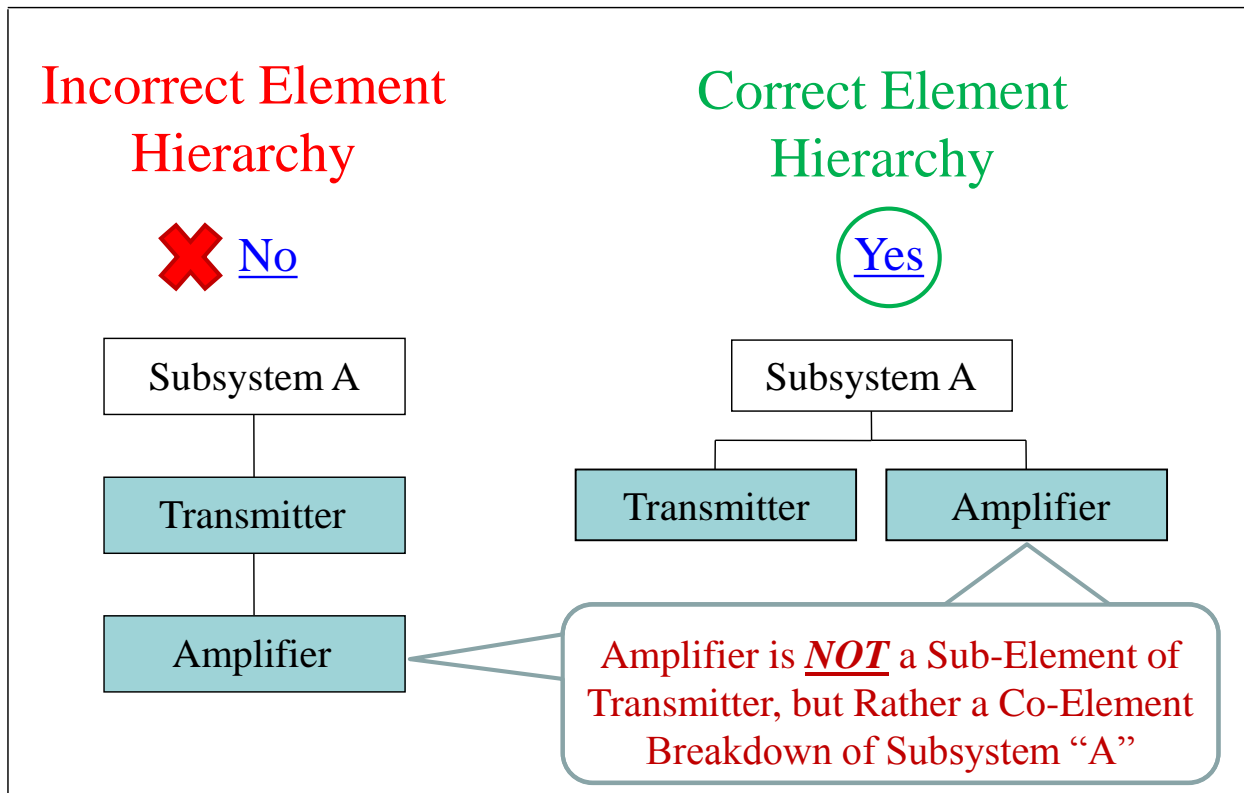 Incorrect Element
Hierarchy
No
Subsystem A
Transmitter
Amplifier
Correct Element
Hierarchy
Yes
Subsystem A
Transmitter
Amplifier
Amplifier is NOT a Sub-Element of
Transmitter, but Rather a Co-Element
Breakdown of Subsystem “A”